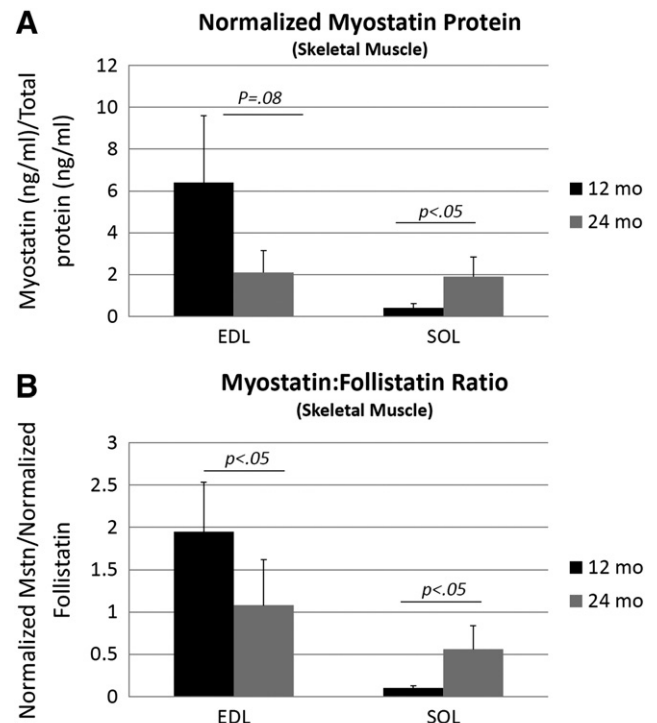 A
Normalized Myostatin Protein
(Skeletal Muscle)
Myostatin (ng/ml)/Total
protein (ng/ml)
12
10
8
6
4
2
0
P=.08
p<.05
EDL
SOL
12 mo
24 mo
B
Myostatin:Follistatin Ratio
(Skeletal Muscle)
Normalized Mstn/Normalized
Follistatin
3
2.5
2
1.5
1
0.5
0
p<.05
p<.05
EDL
SOL
12 mo
24 mo